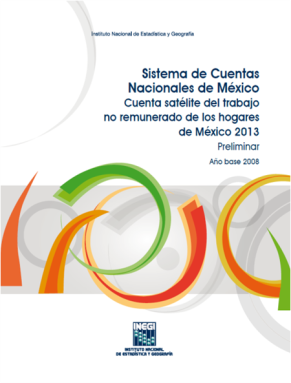 Instituto Nacional de Estadística y Geografía
Sistema de Cuentas
Nacionales de México
Cuenta satélite del trabajo
no remunerado de los hogares
de México 2013
Preliminar
Año base 2008
INEGI
INSTITUTO NACIONAL
DE ESTADÍSTICA Y GEOGRAFÍA